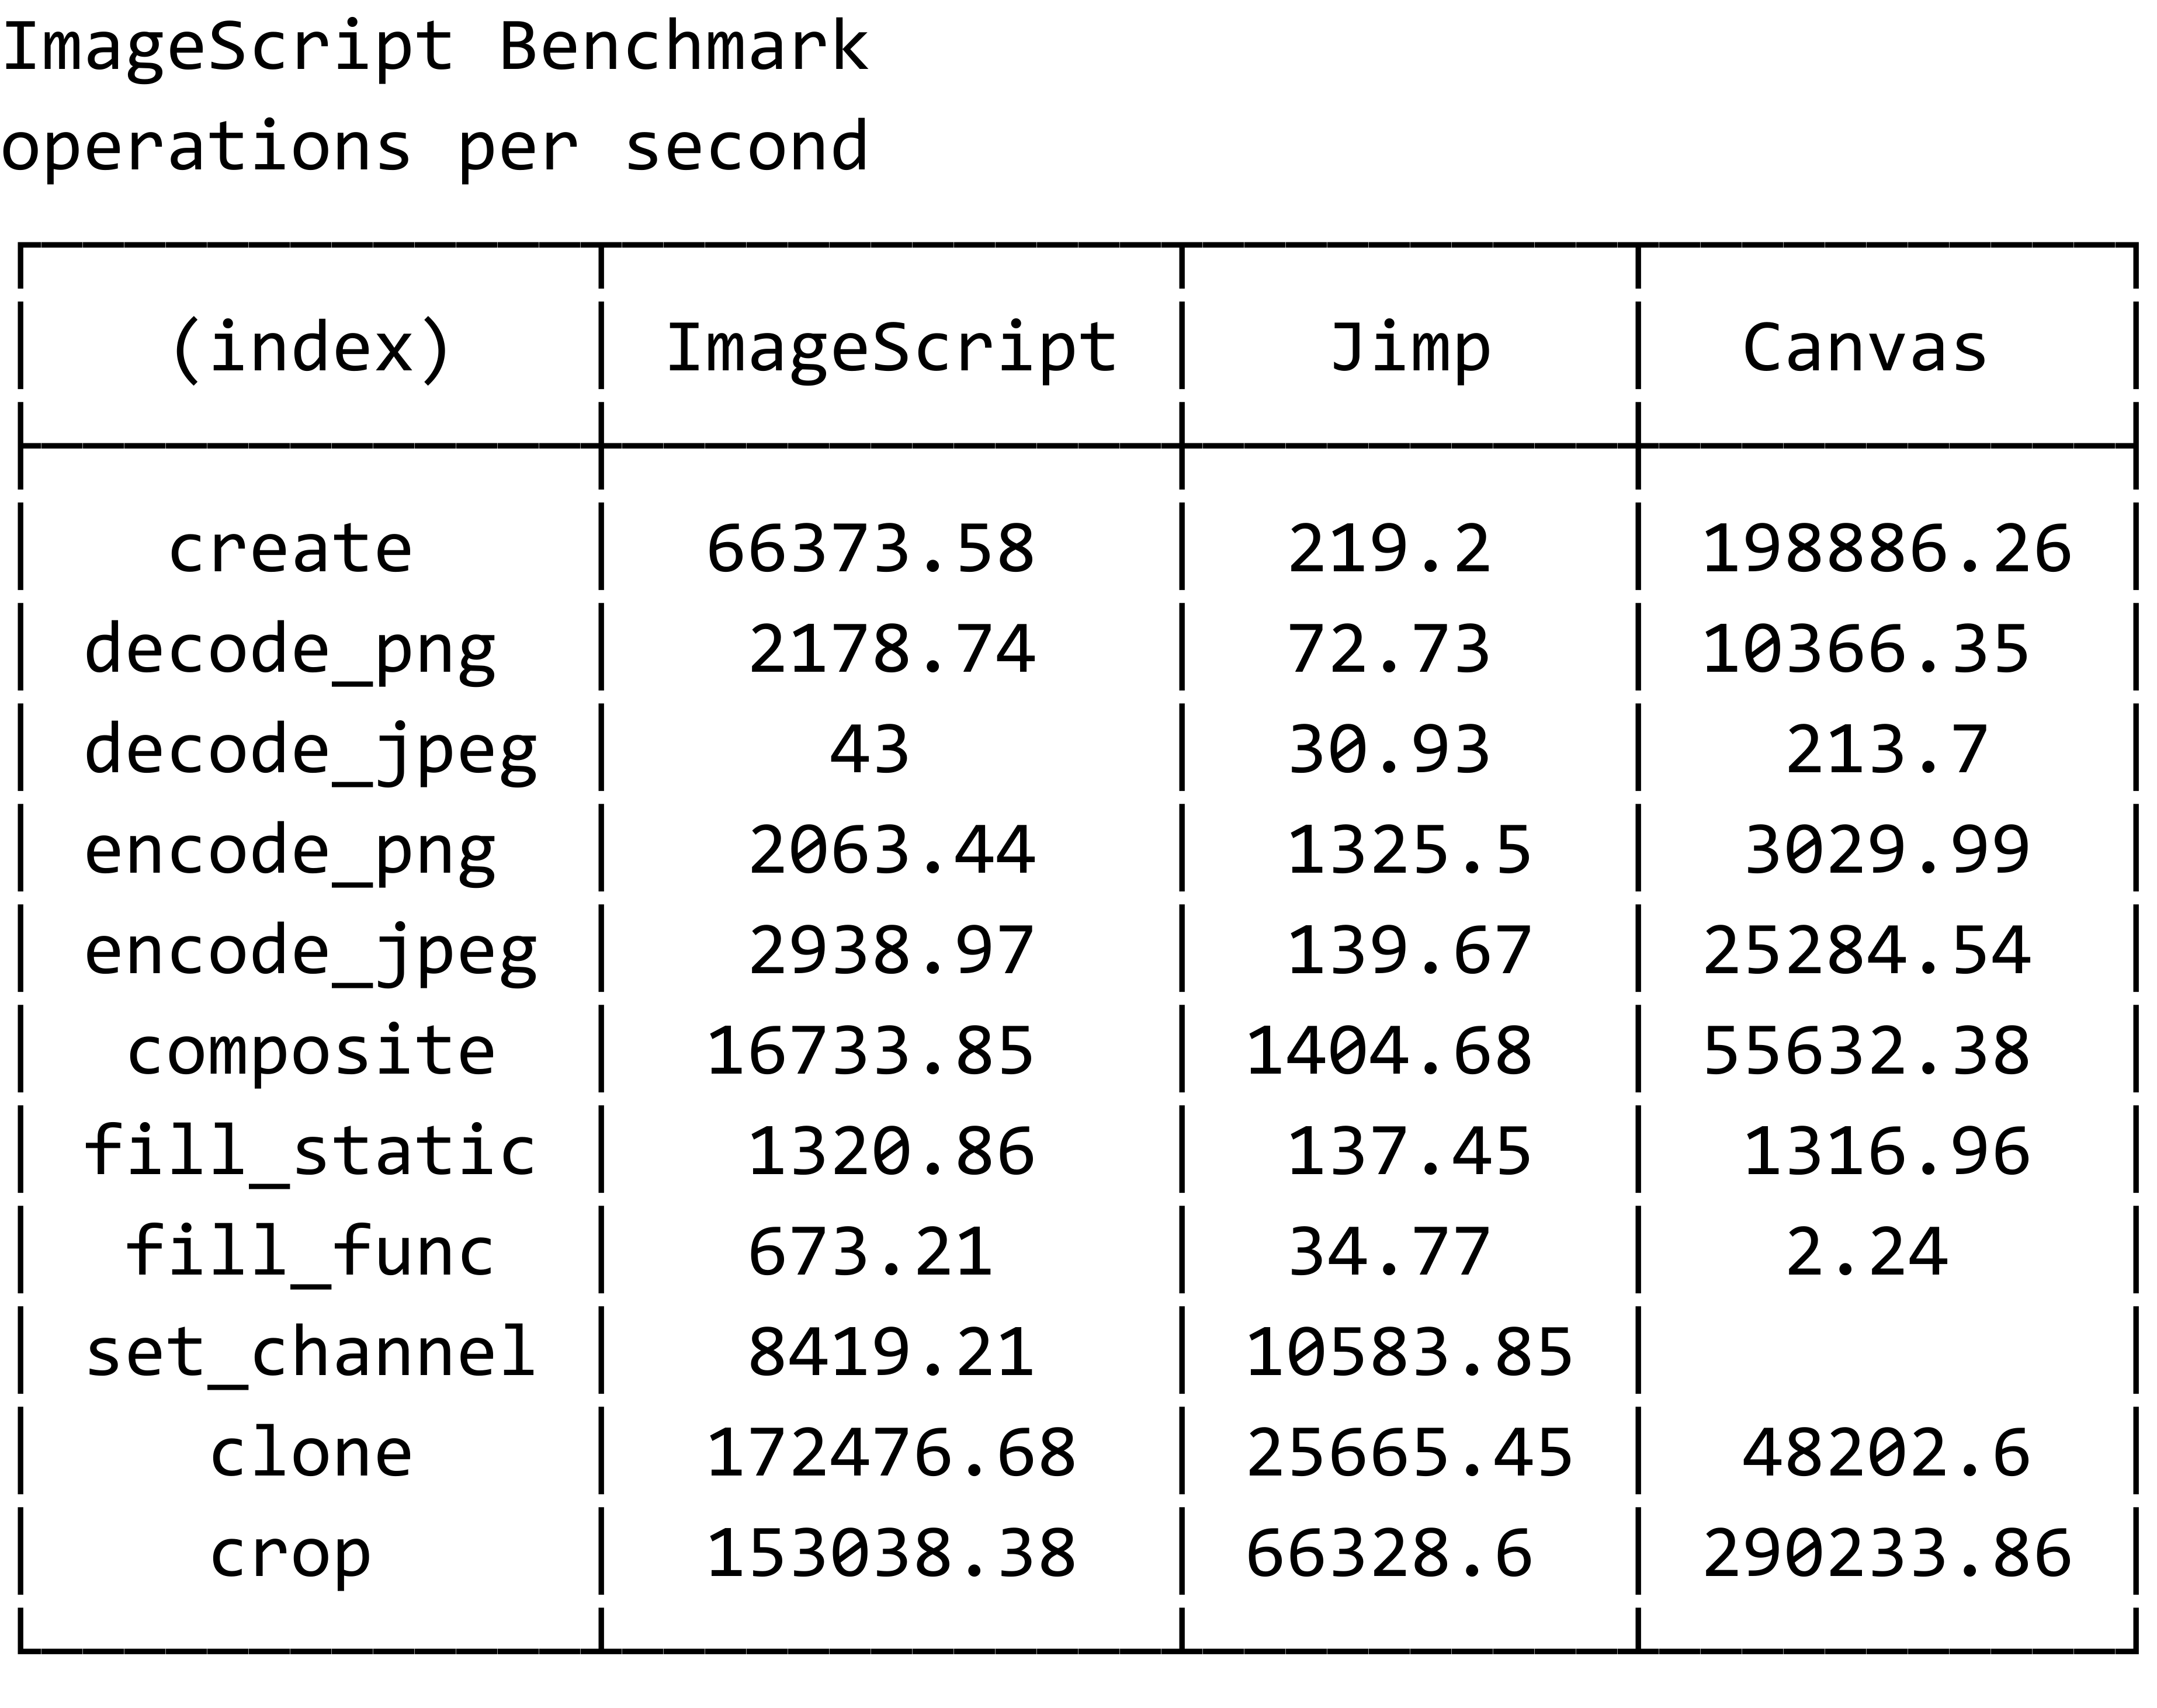 ImageScript Benchmark
operations per second
(index) ImageScript Jimp Canvas
create 66373.58 219.2 198886.26
decode_png 2178.74 72.73 10366.35
decode_jpeg 43 30.93 213.7
encode_png 2063.44 1325.5 3029.99
encode_jpeg 2938.97 139.67 25284.54
composite 16733.85 1404.68 55632.38
fill_static 1320.86 137.45 1316.96
fill_func 673.21 34.77 2.24
set_channel 8419.21 10583.85
clone 172476.68 25665.45 48202.6
crop 153038.38 66328.6 290233.86